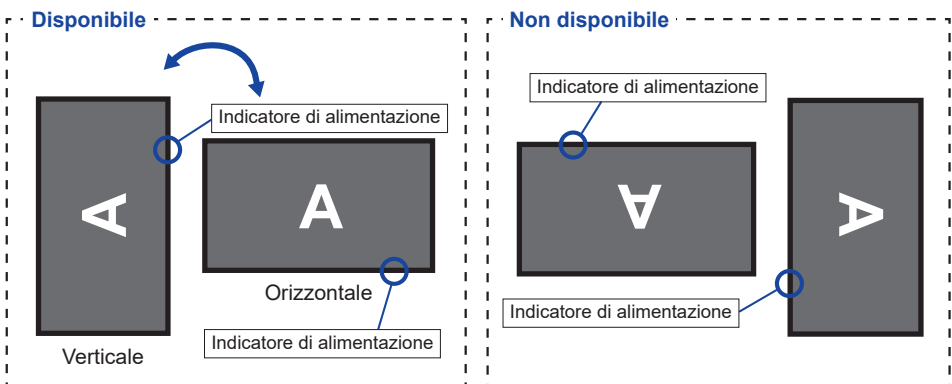 Disponibile
Indicatore di alimentazione
A
A
Orizzontale
Indicatore di alimentazione
Verticale
Non disponibile
Indicatore di alimentazione
A
A
Indicatore di alimentazione